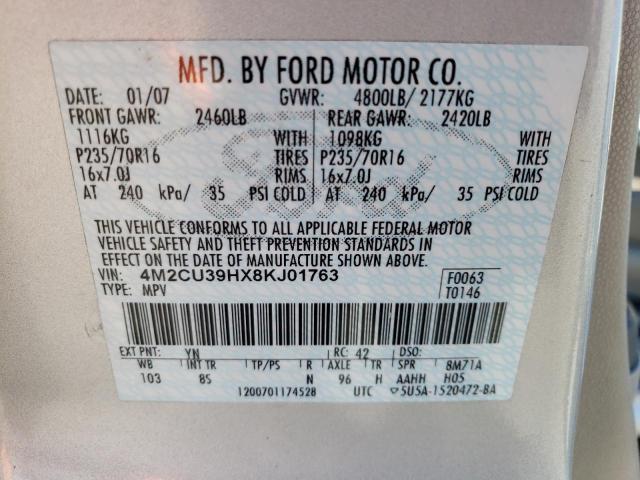 MFD. BY FORD MOTOR CO.
DATE: 01/07 GVWR: 4800LB/ 2177KG
FRONT GAWR: 2460LB REAR GAWR: 2420LB
1116KG WITH 1098KG WITH
P235/70R16 TIRES P235/70R16 TIRES
16x7.0J RIMS 16x7.0J RIMS
AT 240 kPa/ 35 PSI COLD AT 240 kPa/ 35 PSI COLD
THIS VEHICLE CONFORMS TO ALL APPLICABLE FEDERAL MOTOR
VEHICLE SAFETY AND THEFT PREVENTION STANDARDS IN
EFFECT ON THE DATE OF MANUFACTURE SHOWN ABOVE.
VIN: 4M2CU39HX8KJ01763 F0063
TYPE: MPV T0146
EXT PNT: YN RC: 42 DSO:
WB INT TR TP/PS R AXLE TR SPR 8M71A
103 8S N 96 H AAHH H05
1200701174528 UTC 5U5A-1520472-BA